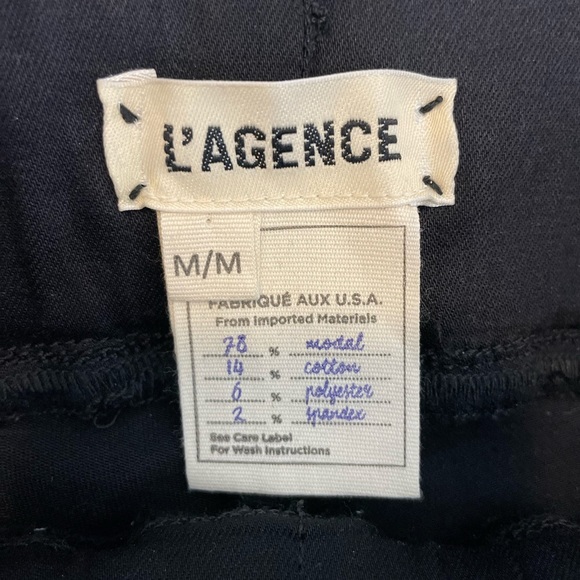 L'AGENCE
M/M
FABRIQUÉ AUX U.S.A.
From Imported Materials
78 % modal
14 % cotton
6 % polyester
2 % spandex
See Care Label
For Wash Instructions